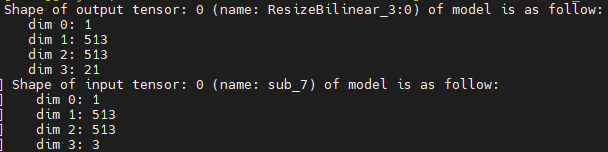 Shape of output tensor: 0 (name: ResizeBilinear_3:0) of model is as follow:
dim 0: 1
dim 1: 513
dim 2: 513
dim 3: 21
] Shape of input tensor: 0 (name: sub_7) of model is as follow:
] dim 0: 1
] dim 1: 513
] dim 2: 513
] dim 3: 3